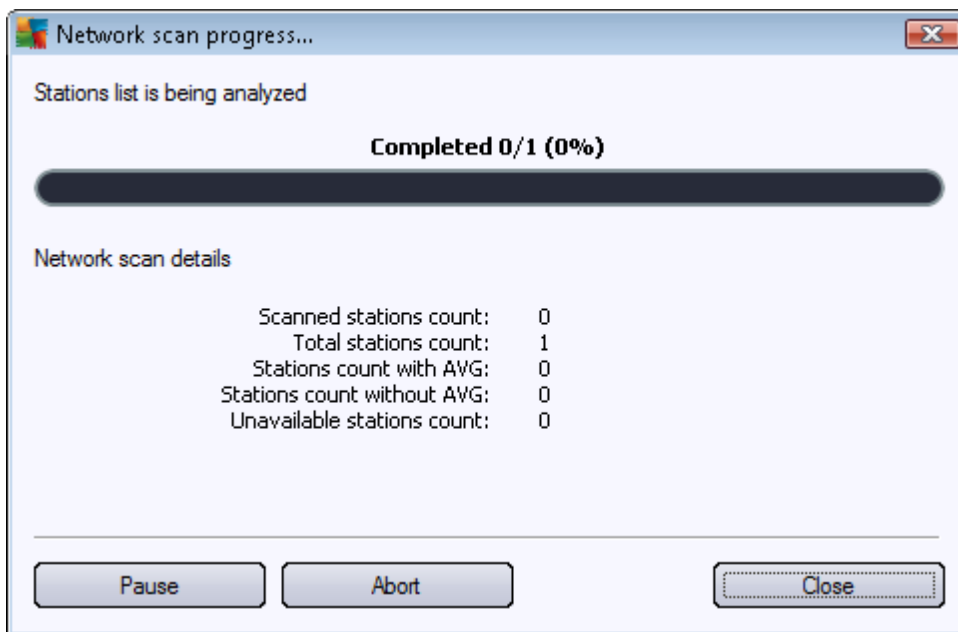 Network scan progress...
Stations list is being analyzed
Completed 0/1 (0%)
Network scan details
Scanned stations count: 0
Total stations count: 1
Stations count with AVG: 0
Stations count without AVG: 0
Unavailable stations count: 0
Pause Abort Close